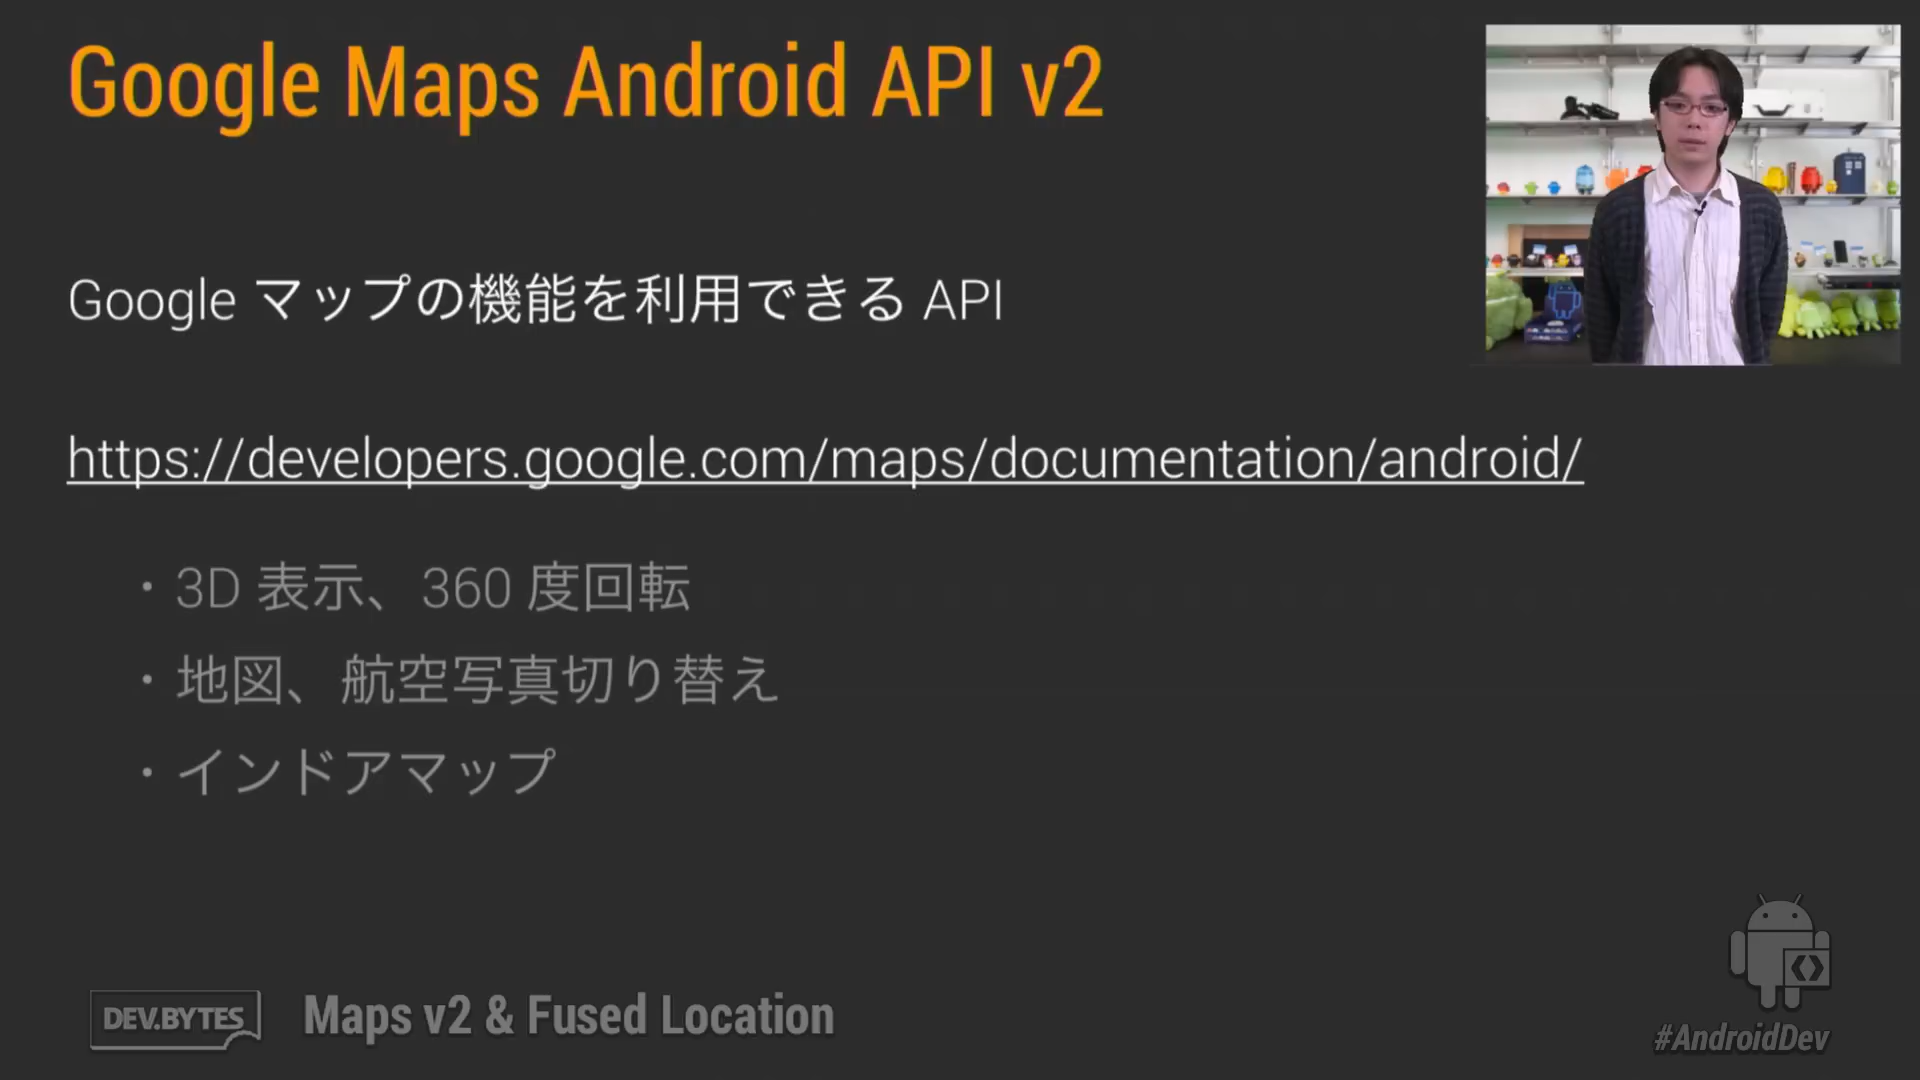 Google Maps Android API v2
Google マップの機能を利用できる API
https://developers.google.com/maps/documentation/android/
・3D 表示、360 度回転
・地図、航空写真切り替え
・インドアマップ
DEV.BYTES
Maps v2 & Fused Location
#AndroidDev